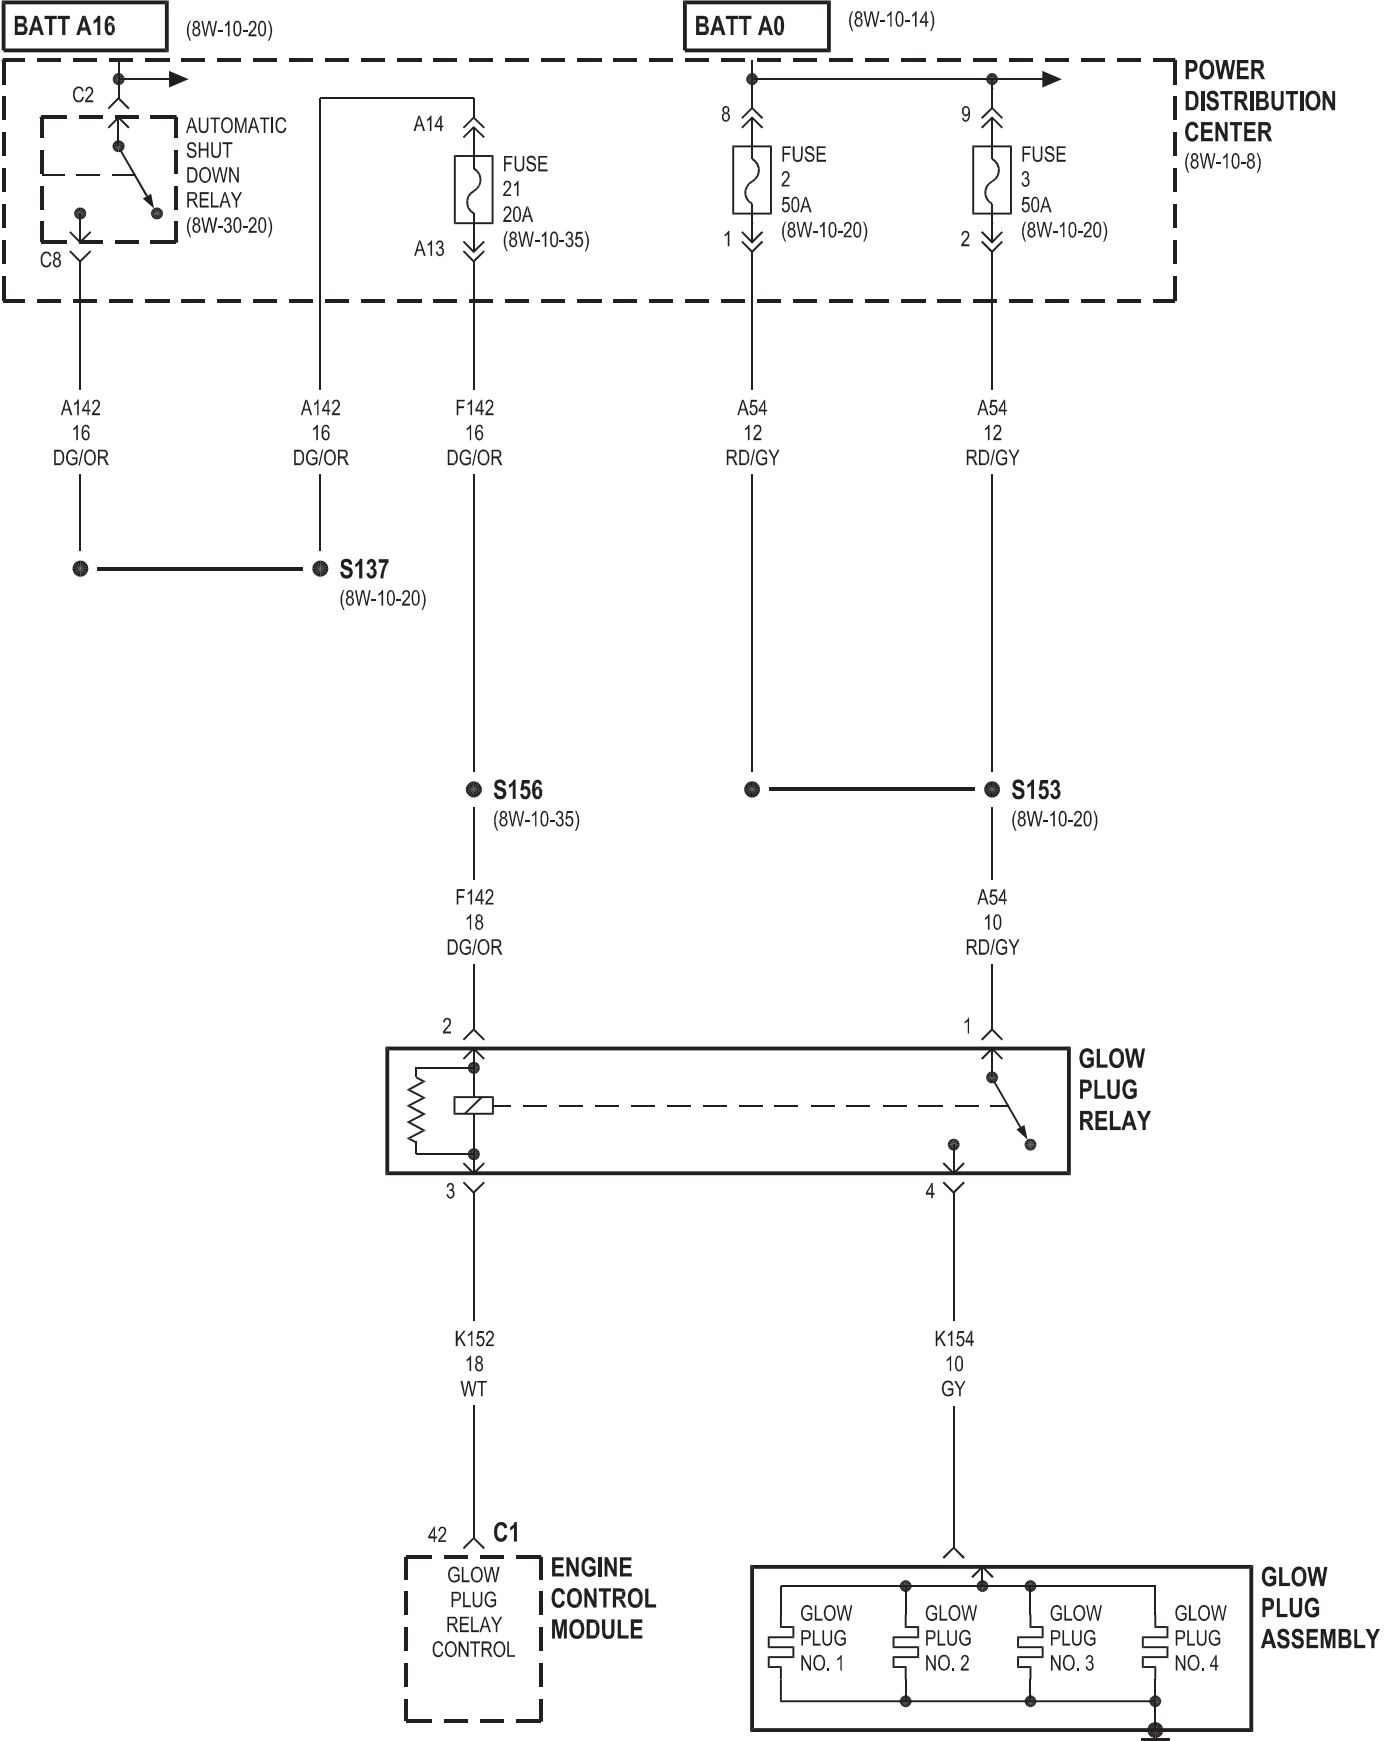 BATT A16
(8W-10-20)
BATT A0
(8W-10-14)
POWER
DISTRIBUTION
CENTER
(8W-10-8)
C2
AUTOMATIC
SHUT
DOWN
RELAY
(8W-30-20)
C8
A14
FUSE
21
20A
(8W-10-35)
A13
8
FUSE
2
50A
(8W-10-20)
1
9
FUSE
3
50A
(8W-10-20)
2
A142
16
DG/OR
A142
16
DG/OR
F142
16
DG/OR
A54
12
RD/GY
A54
12
RD/GY
S137
(8W-10-20)
S156
(8W-10-35)
S153
(8W-10-20)
F142
18
DG/OR
A54
10
RD/GY
2
1
GLOW
PLUG
RELAY
3
4
K152
18
WT
K154
10
GY
42
C1
GLOW
PLUG
RELAY
CONTROL
ENGINE
CONTROL
MODULE
GLOW
PLUG
NO. 1
GLOW
PLUG
NO. 2
GLOW
PLUG
NO. 3
GLOW
PLUG
NO. 4
GLOW
PLUG
ASSEMBLY